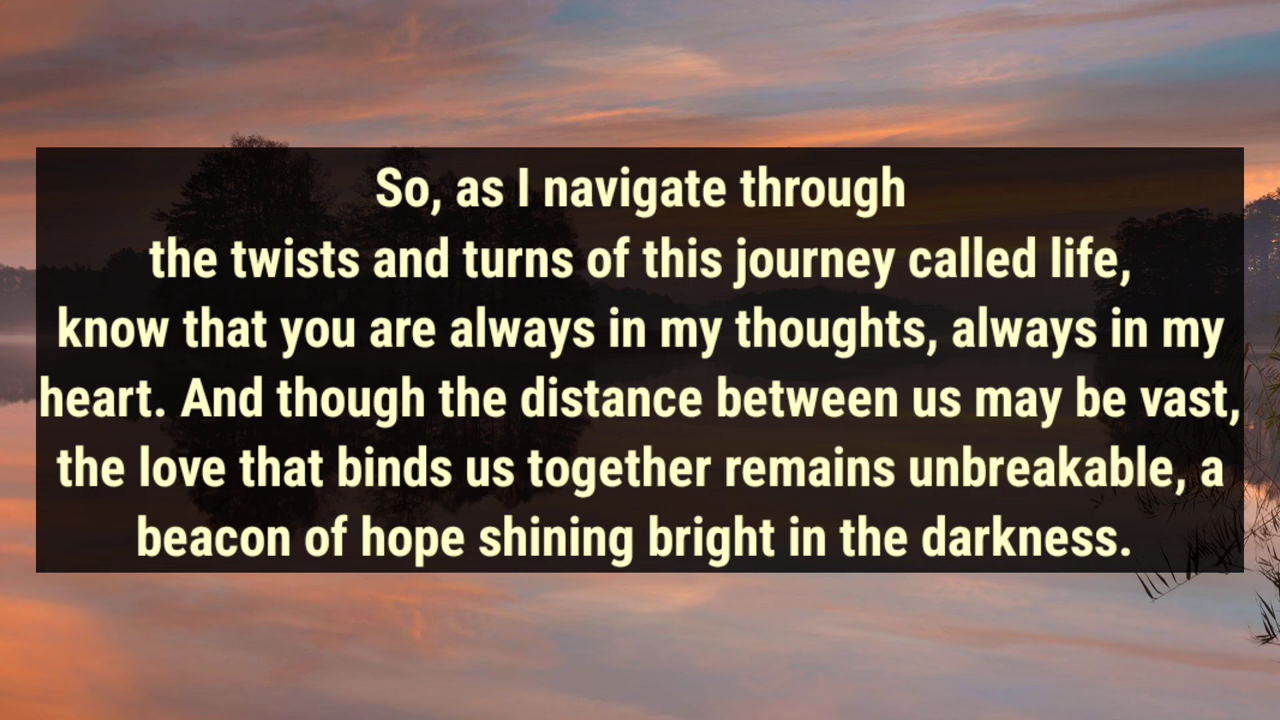 So, as I navigate through
the twists and turns of this journey called life,
know that you are always in my thoughts, always in my
heart. And though the distance between us may be vast,
the love that binds us together remains unbreakable, a
beacon of hope shining bright in the darkness.